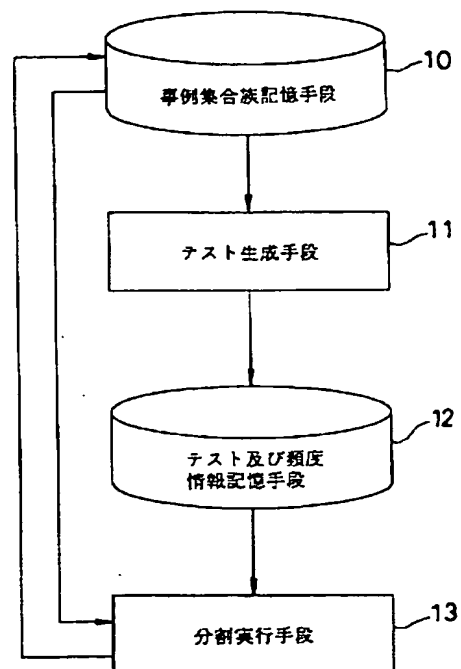 事例集合族記憶手段
10
テスト生成手段
11
テスト及び頻度
情報記憶手段
12
分割実行手段
13